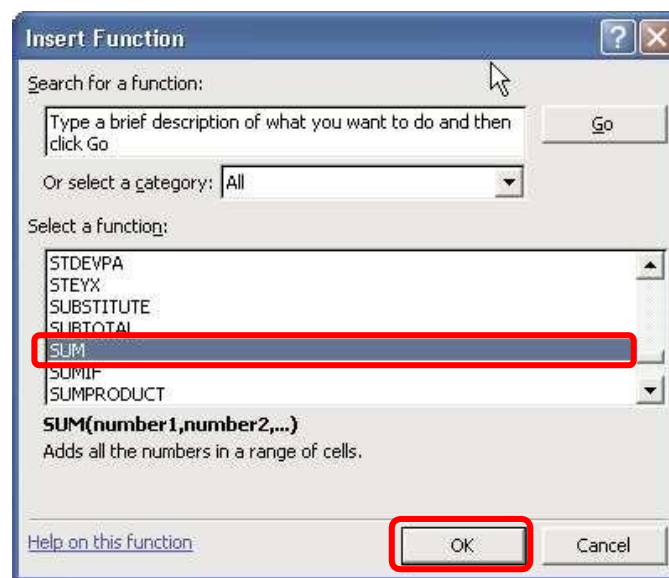 Insert Function
Search for a function:
Type a brief description of what you want to do and then
click Go
Go
Or select a category: All
Select a function:
STDEVPA
STEYX
SUBSTITUTE
SUBTOTAL
SUM
SUMIF
SUMPRODUCT
SUM(number1,number2,...)
Adds all the numbers in a range of cells.
Help on this function
OK
Cancel